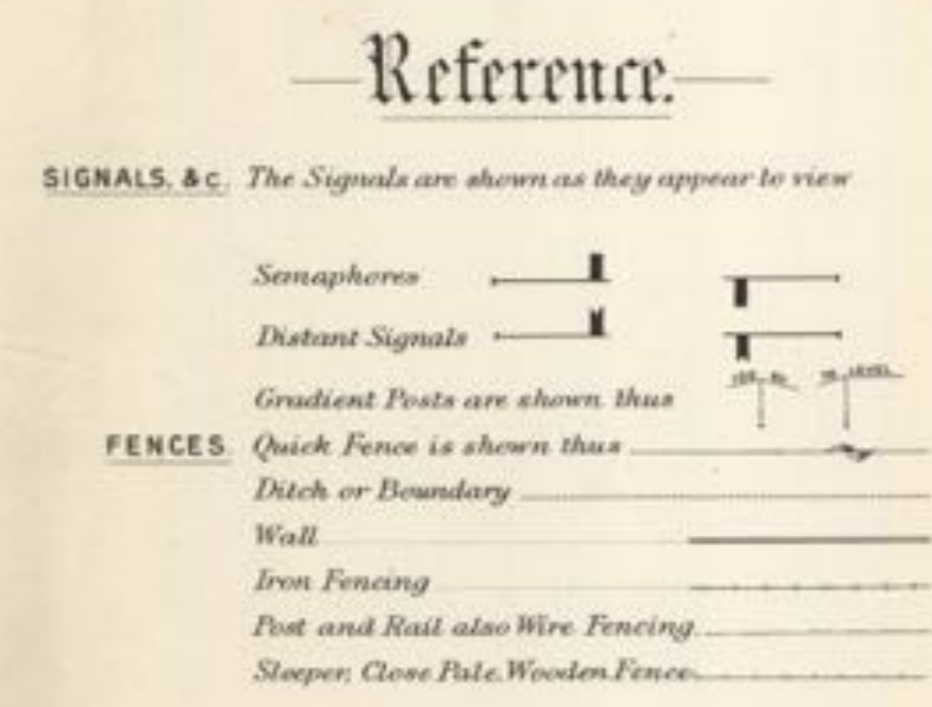 Reference.
SIGNALS, &c. The Signals are shown as they appear to view
Semaphores
Distant Signals
Gradient Posts are shown thus
LEVEL
FENCES Quick Fence is shown thus
Ditch or Boundary
Wall
Iron Fencing
Post and Rail also Wire Fencing
Sleeper, Close Pale, Wooden Fence